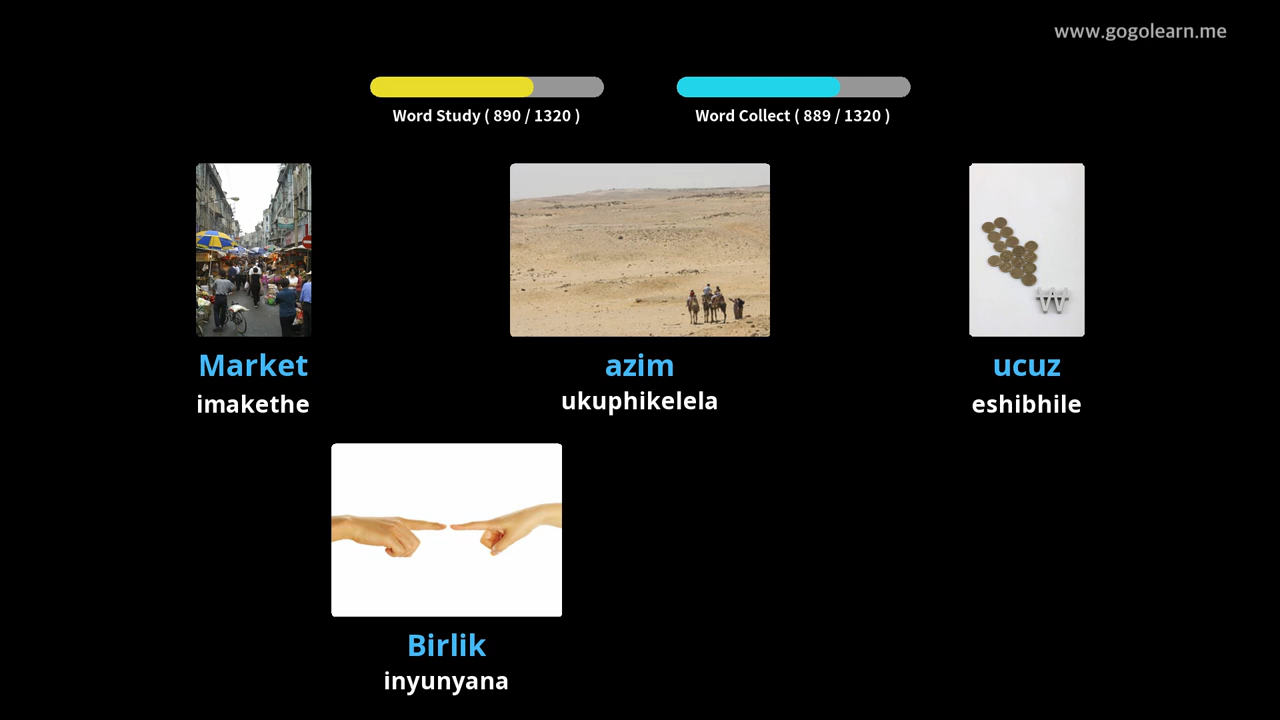 www.gogolearn.me
Word Study ( 890 / 1320 )
Word Collect ( 889 / 1320 )
Market
imakethe
azim
ukuphikelela
ucuz
eshibhile
Birlik
inyunyana